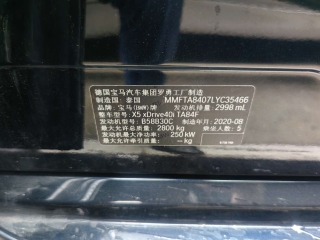 德国宝马汽车集团罗勇工厂制造
制造国：泰国 MMFTA8407LYC35466
品牌：宝马(BMW)牌 发动机排量：2998 mL
整车型号：X5 xDrive40i TA84F
发动机型号：B58B30C 制造年月：2020-08
最大允许总质量：2800 kg 乘坐人数：5
发动机最大净功率：250 kW
最大允许牵引质量：-- kg